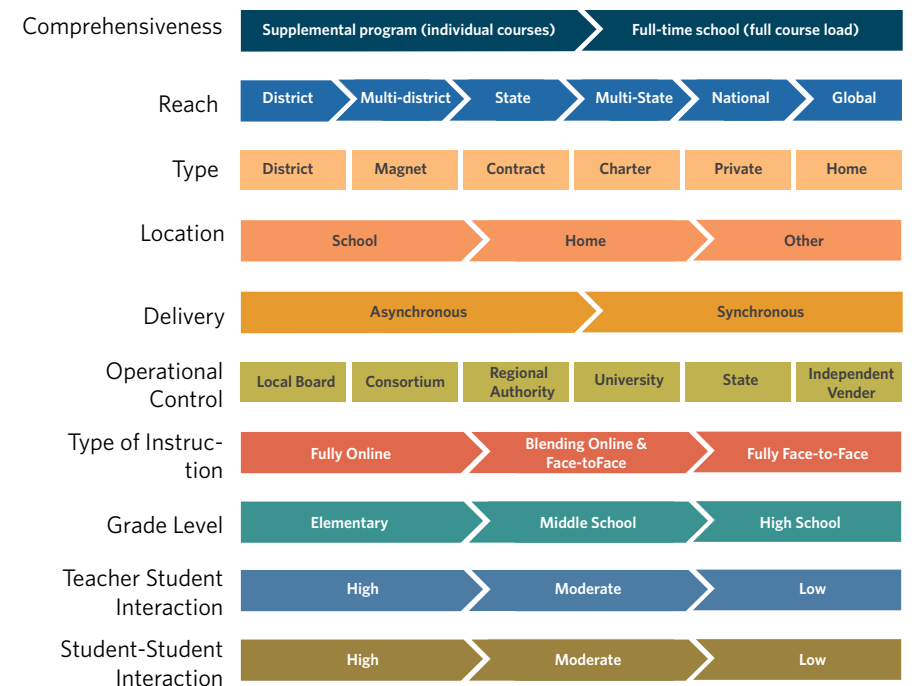 Comprehensiveness
Supplemental program (individual courses)
Full-time school (full course load)
Reach
District
Multi-district
State
Multi-State
National
Global
Type
District
Magnet
Contract
Charter
Private
Home
Location
School
Home
Other
Delivery
Asynchronous
Synchronous
Operational
Control
Local Board
Consortium
Regional
Authority
University
State
Independent
Vender
Type of Instruc-
tion
Fully Online
Blending Online &
Face-toFace
Fully Face-to-Face
Grade Level
Elementary
Middle School
High School
Teacher Student
Interaction
High
Moderate
Low
Student-Student
Interaction
High
Moderate
Low